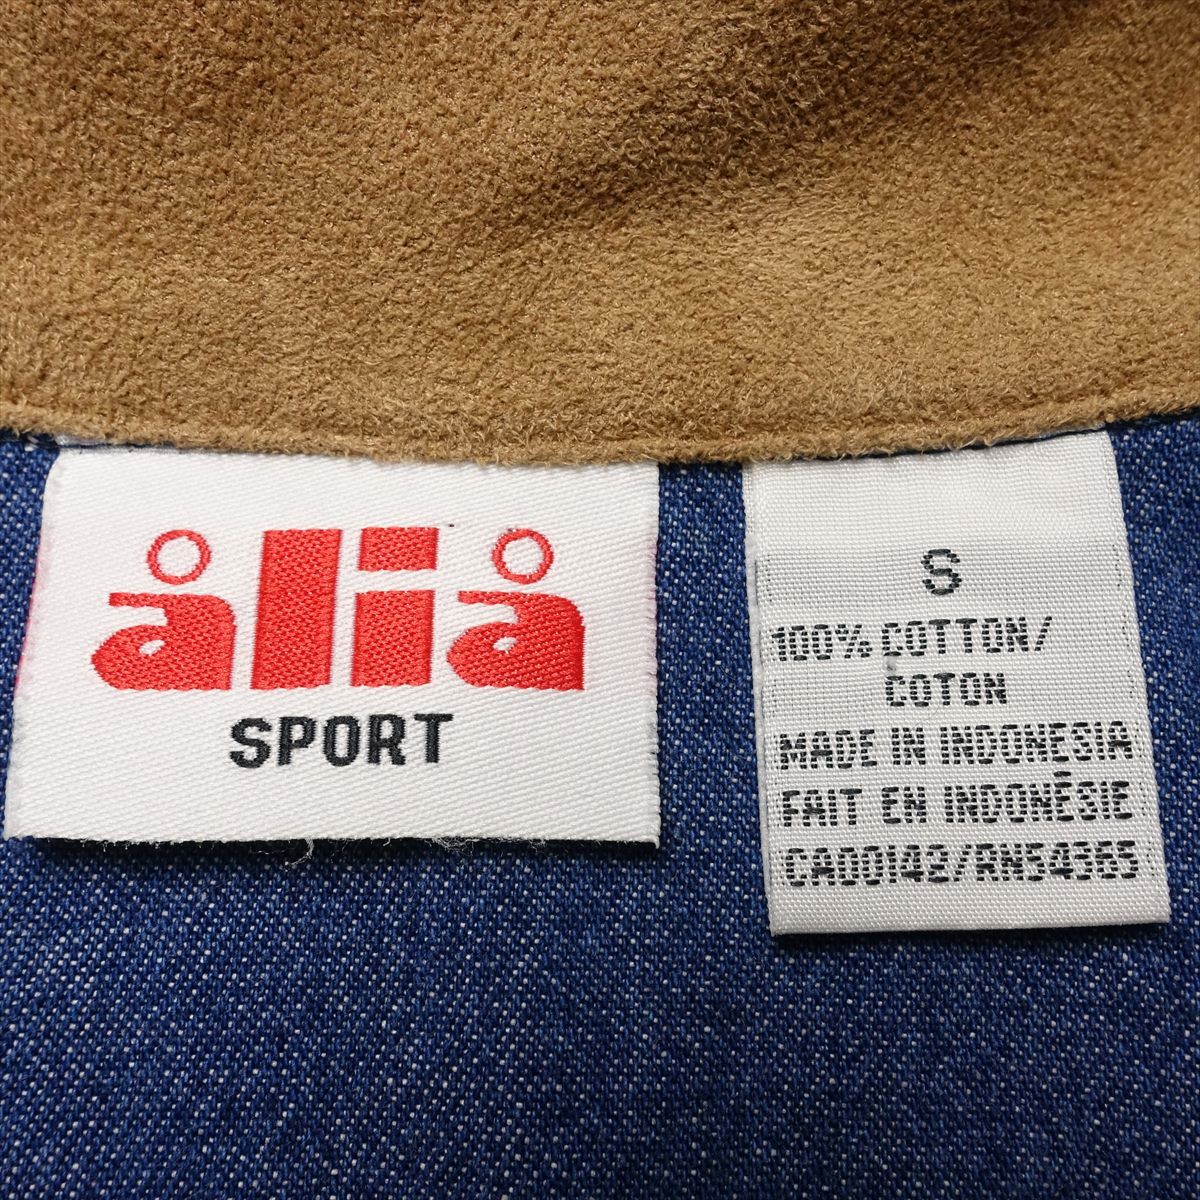 åliå
SPORT
S
100% COTTON/
COTON
MADE IN INDONESIA
FAIT EN INDONÉSIE
CA00142/RN54365